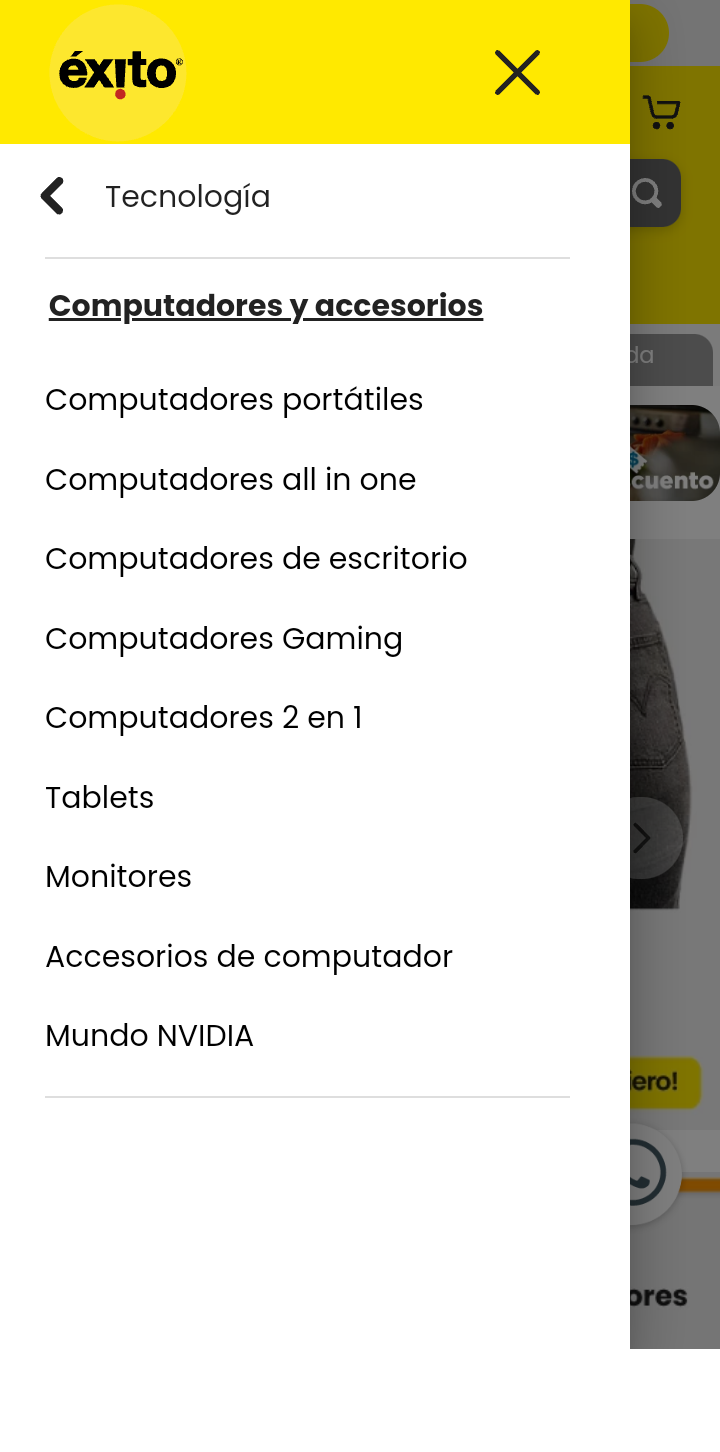 éxito®
Tecnología
Computadores y accesorios
Computadores portátiles
Computadores all in one
Computadores de escritorio
Computadores Gaming
Computadores 2 en 1
Tablets
Monitores
Accesorios de computador
Mundo NVIDIA
da
cuento
iero!
ores